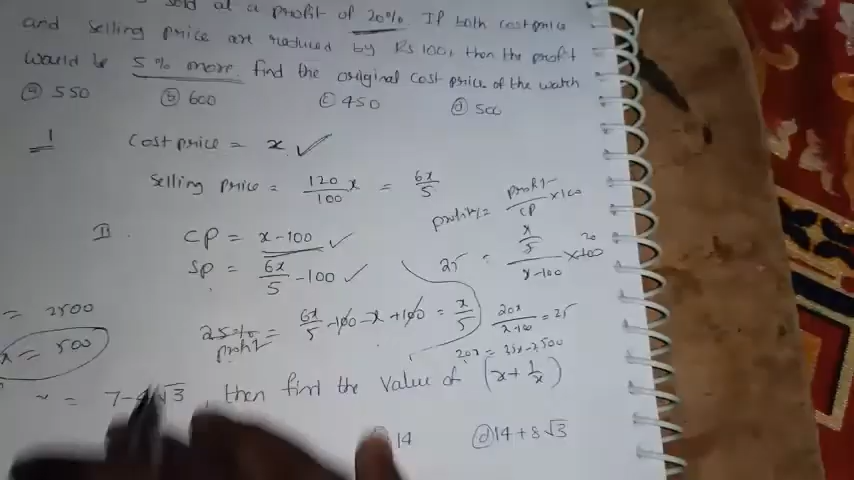 sold at a profit of 20%. If both cost price
and selling price are reduced by Rs 100, then the profit
would be 5% more. find the original cost price of the watch
ⓐ 550 ⓑ 600 ⓒ 450 ⓓ 500
1 Cost price = x ✓
Selling price = 120/100 x = 6x/5
profit% = profit/CP ×100
II. CP = x-100 ✓
SP = 6x/5 -100 ✓
25 = (x/5)/(x-100) ×100 20
25% profit = 6x/5 -100 -x +100 = x/5
20x/x-100 = 25
20x = 25x-2500
= 2500
x = 500
= 7-4√3, then find the value of (x+1/x)
14 ⓓ 14+8√3